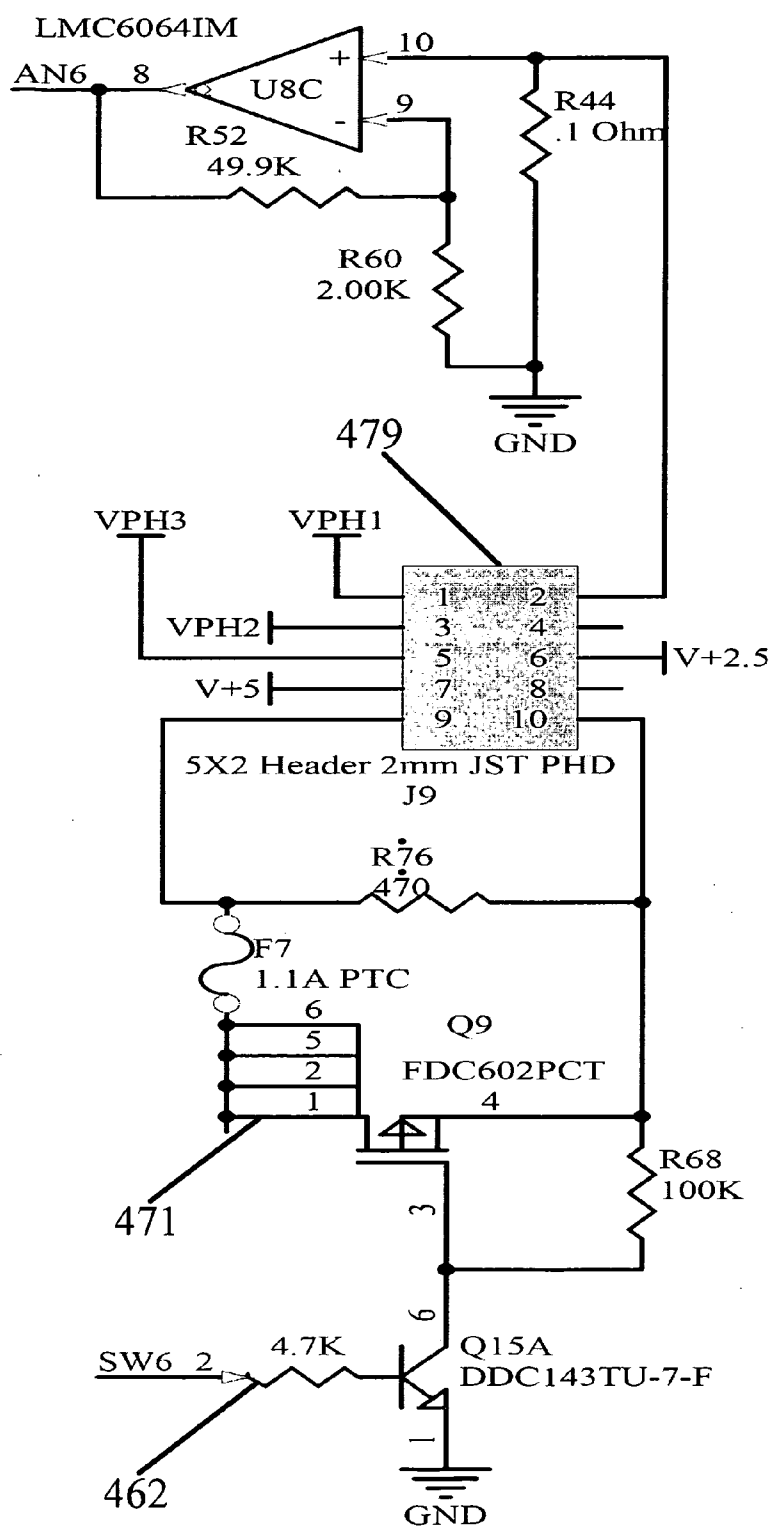 LMC6064IM
AN6 8
U8C
+
10
-
9
R52
49.9K
R44
.1 Ohm
R60
2.00K
GND
479
VPH3
VPH1
VPH2
V+5
V+2.5
1 2
3 4
5 6
7 8
9 10
5X2 Header 2mm JST PHD
J9
R76
470
F7
1.1A PTC
6
5
2
1
Q9
FDC602PCT
4
R68
100K
471
3
6
SW6 2
4.7K
Q15A
DDC143TU-7-F
1
462
GND